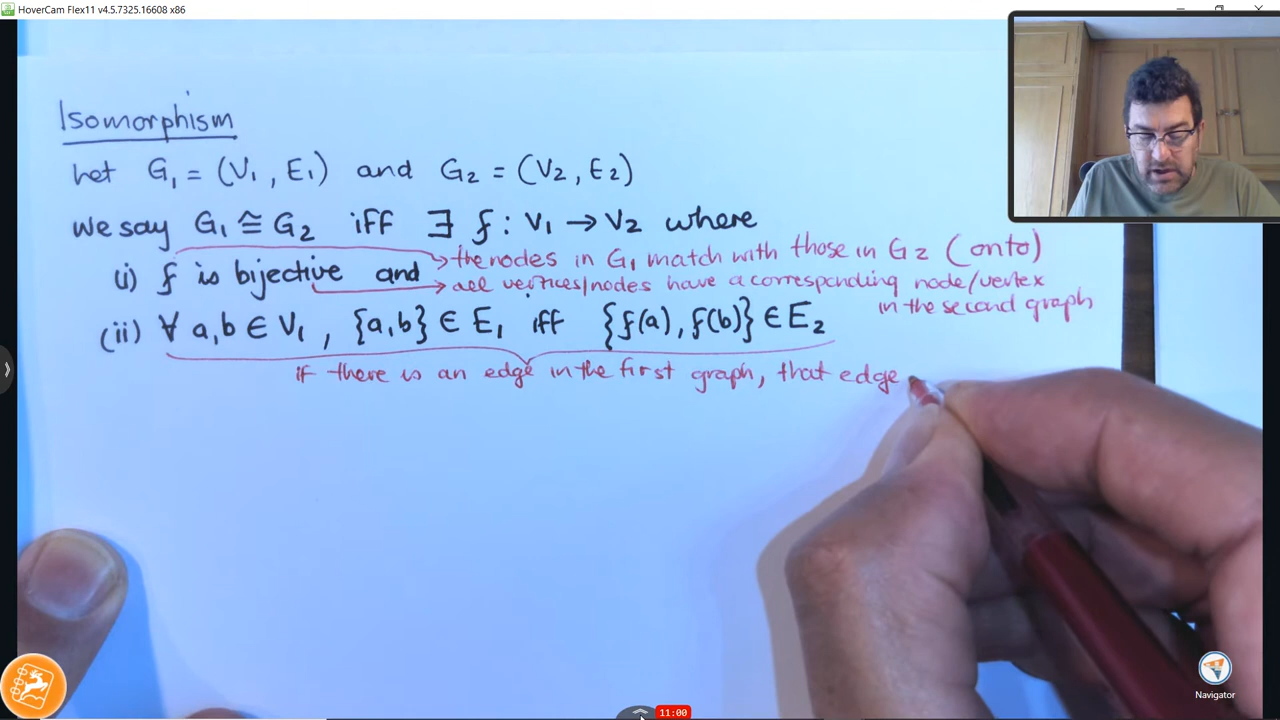 HoverCam Flex11 v4.5.7325.16608 x86
Isomorphism
Let G₁ = (V₁, E₁) and G₂ = (V₂, E₂)
We say G₁ ≅ G₂ iff ∃ f : V₁ → V₂ where
the nodes in G₁ match with those in G₂ (onto)
(i) f is bijective and
all vertices/nodes have a corresponding node/vertex
in the second graph
(ii) ∀ a,b ∈ V₁, {a,b} ∈ E₁ iff {f(a), f(b)} ∈ E₂
if there is an edge in the first graph, that edge
Navigator
11:00